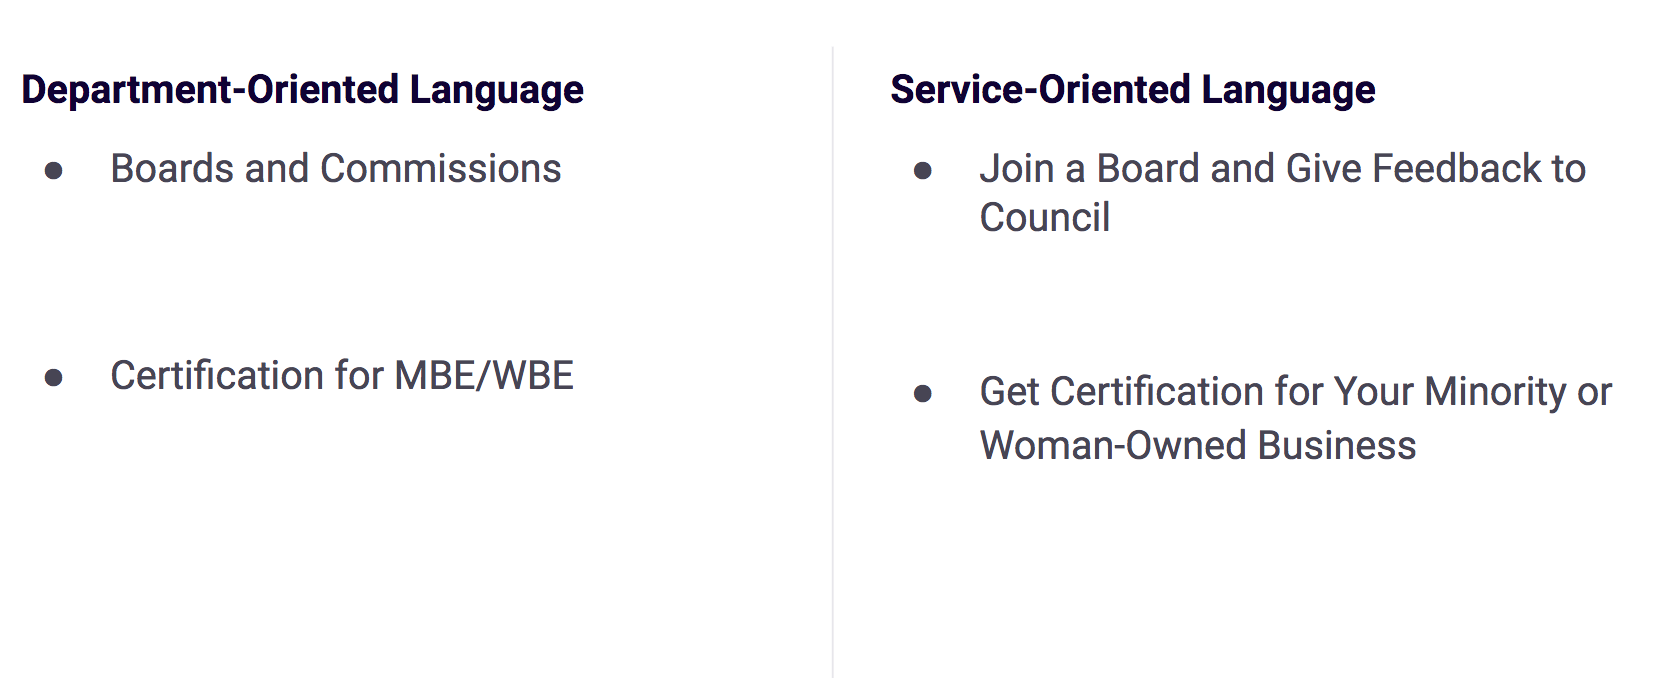 Department-Oriented Language
● Boards and Commissions
● Certification for MBE/WBE
Service-Oriented Language
● Join a Board and Give Feedback to
Council
● Get Certification for Your Minority or
Woman-Owned Business